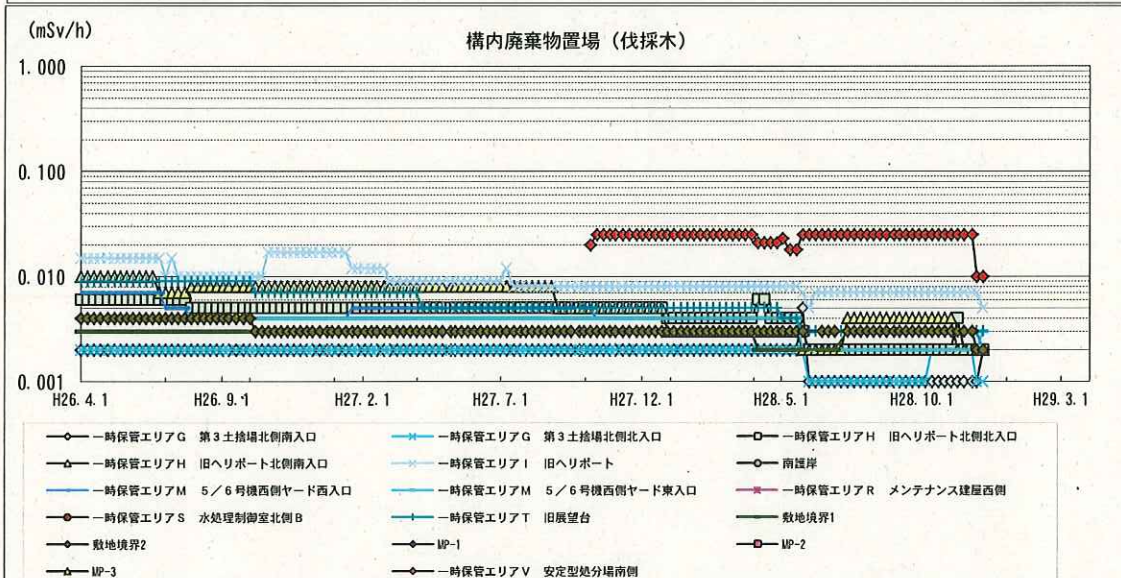 (mSv/h)
構内廃棄物置場（伐採木）
1.000
0.100
0.010
0.001
H26.4.1 H26.9.1 H27.2.1 H27.7.1 H27.12.1 H28.5.1 H28.10.1 H29.3.1
一時保管エリアG 第3土捨場北側南入口 一時保管エリアG 第3土捨場北側北入口 一時保管エリアH 旧ヘリポート北側北入口
一時保管エリアH 旧ヘリポート北側南入口 一時保管エリアI 旧ヘリポート 南護岸
一時保管エリアM 5／6号機西側ヤード西入口 一時保管エリアM 5／6号機西側ヤード東入口 一時保管エリアR メンテナンス建屋西側
一時保管エリアS 水処理制御室北側B 一時保管エリアT 旧展望台 敷地境界1
敷地境界2 MP-1 MP-2
MP-3 一時保管エリアV 安定型処分場南側